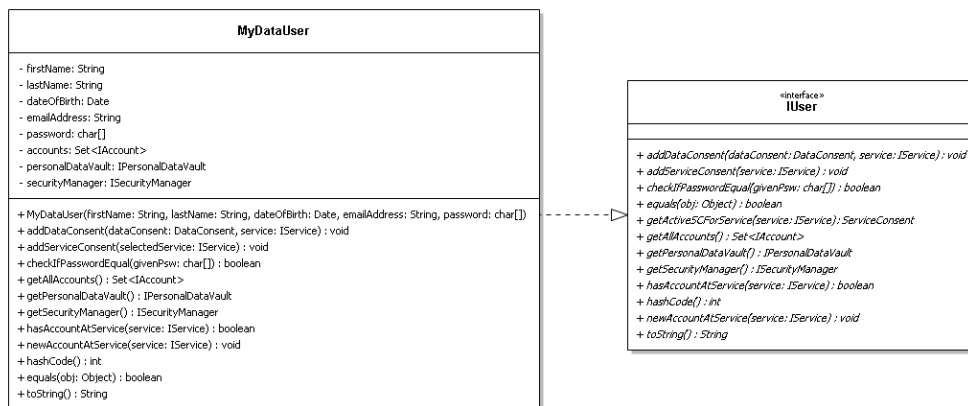 MyDataUser
- firstName: String
- lastName: String
- dateOfBirth: Date
- emailAddress: String
- password: char[]
- accounts: Set<IAccount>
- personalDataVault: IPersonalDataVault
- securityManager: ISecurityManager
+ MyDataUser(firstName: String, lastName: String, dateOfBirth: Date, emailAddress: String, password: char[])
+ addDataConsent(dataConsent: DataConsent, service: IService) : void
+ addServiceConsent(selectedService: IService) : void
+ checkIfPasswordEqual(givenPsw: char[]) : boolean
+ getAllAccounts() : Set<IAccount>
+ getPersonalDataVault() : IPersonalDataVault
+ getSecurityManager() : ISecurityManager
+ hasAccountAtService(service: IService) : boolean
+ newAccountAtService(service: IService) : void
+ hashCode() : int
+ equals(obj: Object) : boolean
+ toString() : String
«interface»
IUser
+ addDataConsent(dataConsent: DataConsent, service: IService) : void
+ addServiceConsent(service: IService) : void
+ checkIfPasswordEqual(givenPsw: char[]) : boolean
+ equals(obj: Object) : boolean
+ getActiveSCForService(service: IService): ServiceConsent
+ getAllAccounts() : Set<IAccount>
+ getPersonalDataVault() : IPersonalDataVault
+ getSecurityManager() : ISecurityManager
+ hasAccountAtService(service: IService) : boolean
+ hashCode() : int
+ newAccountAtService(service: IService) : void
+ toString() : String